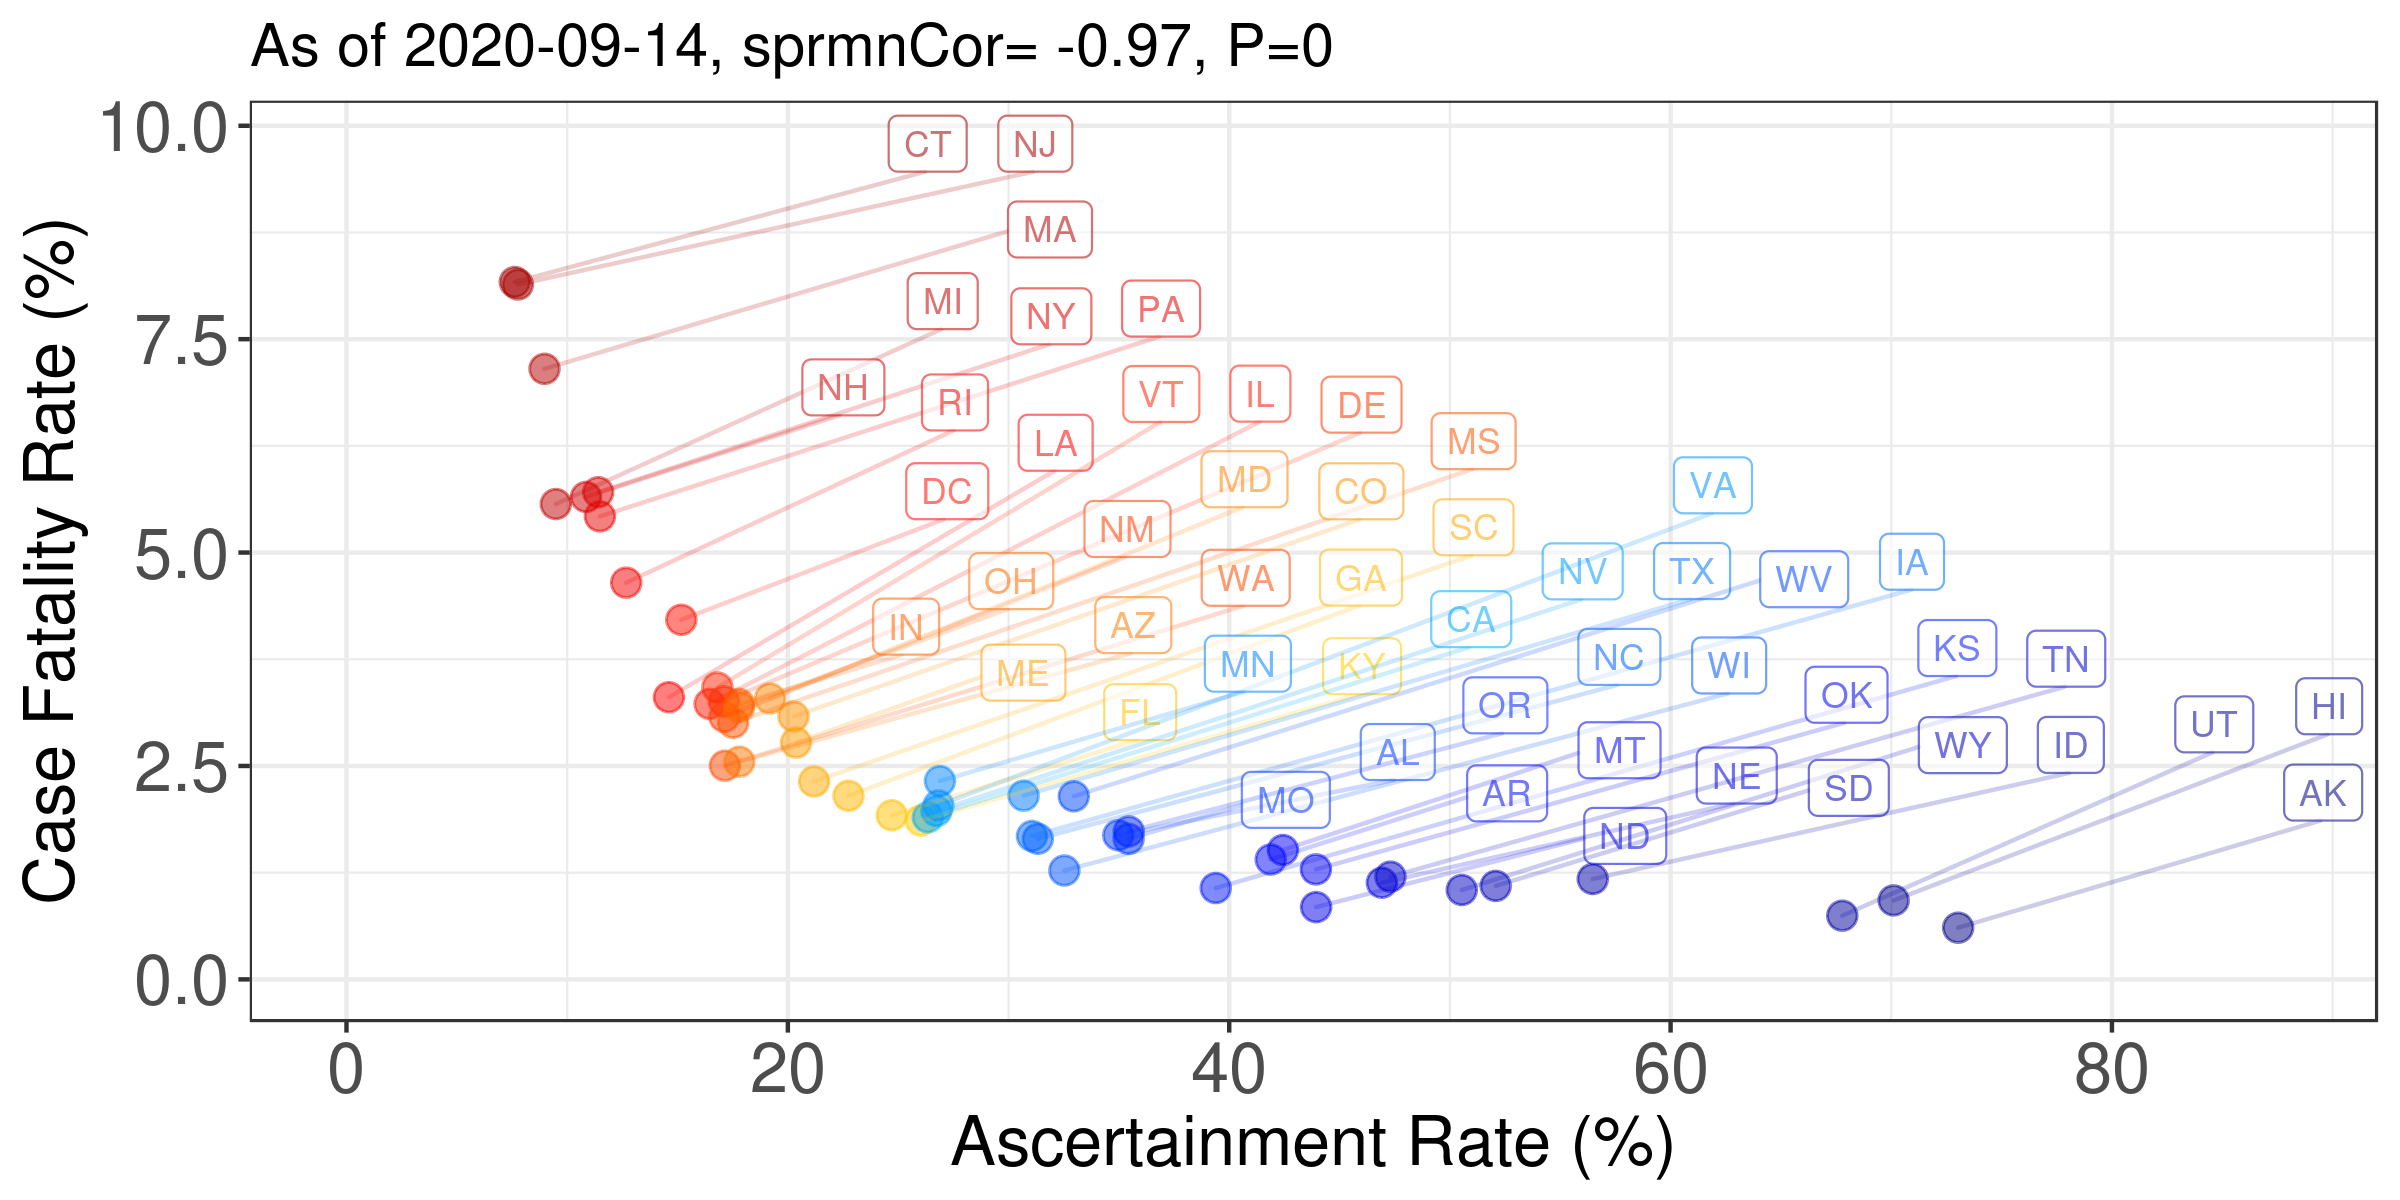 As of 2020-09-14, sprmnCor= -0.97, P=0
Case Fatality Rate (%)
10.0
7.5
5.0
2.5
0.0
CT NJ
MA
MI NY PA
NH RI VT IL DE
LA MS
DC MD CO VA
NM SC
OH WA GA NV TX WV IA
IN AZ CA
ME MN KY NC WI KS TN
FL OR OK UT HI
AL MT WY ID
MO AR NE SD AK
ND
0 20 40 60 80
Ascertainment Rate (%)